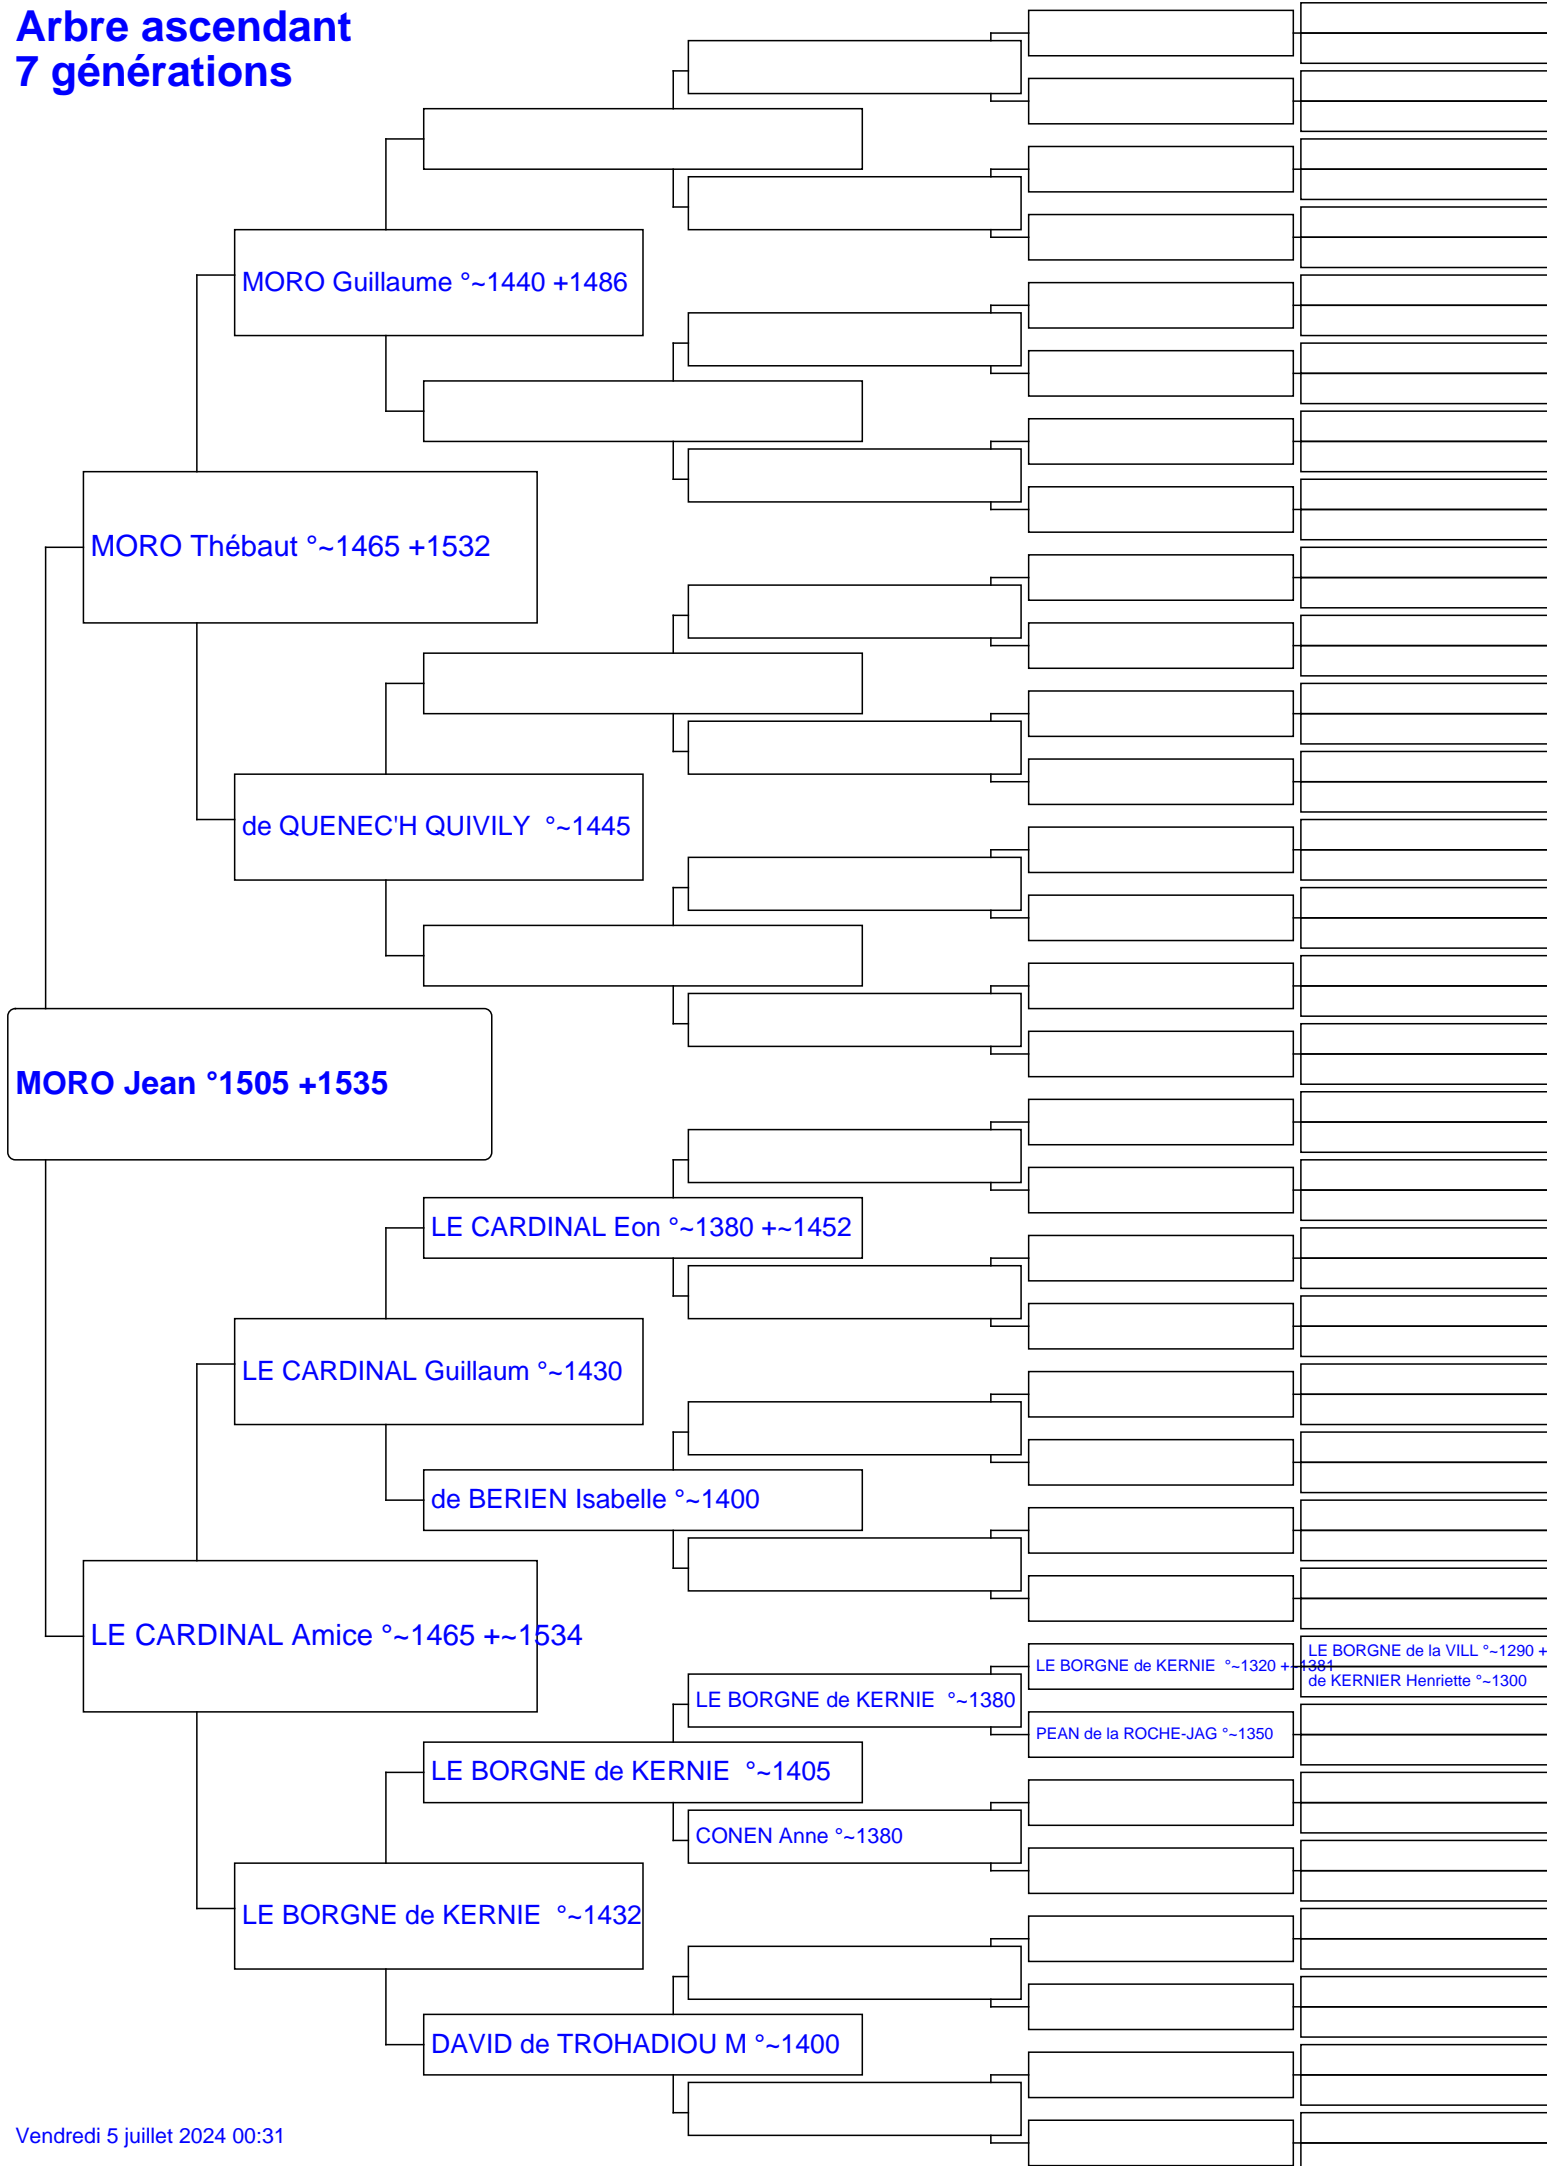 Arbre ascendant
7 générations
MORO Guillaume °~1440 +1486
MORO Thébaut °~1465 +1532
de QUENEC'H QUIVILY °~1445
MORO Jean °1505 +1535
LE CARDINAL Eon °~1380 +~1452
LE CARDINAL Guillaum °~1430
de BERIEN Isabelle °~1400
LE CARDINAL Amice °~1465 +~1534
LE BORGNE de la VILL °~1290 +
LE BORGNE de KERNIE °~1320 +~1381
de KERNIER Henriette °~1300
LE BORGNE de KERNIE °~1380
PEAN de la ROCHE-JAG °~1350
LE BORGNE de KERNIE °~1405
CONEN Anne °~1380
LE BORGNE de KERNIE °~1432
DAVID de TROHADIOU M °~1400
Vendredi 5 juillet 2024 00:31